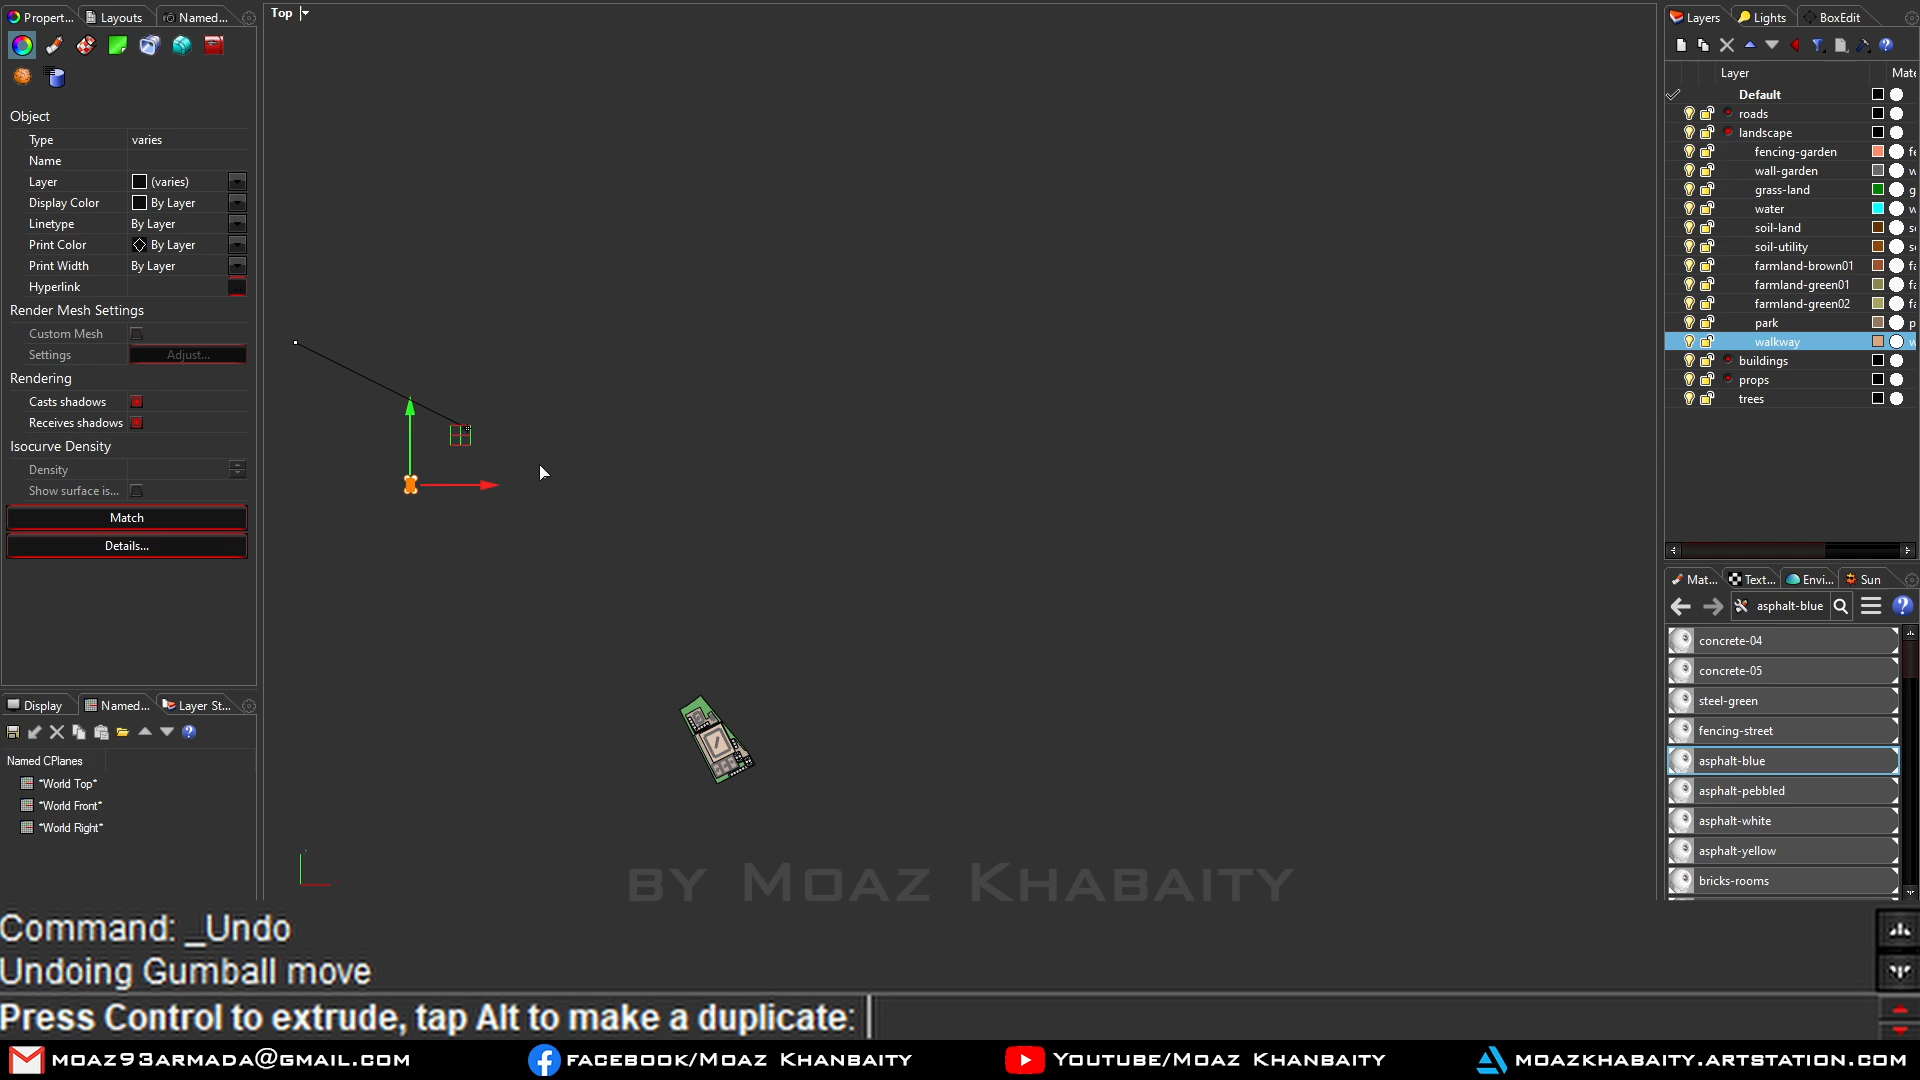 Propert...
Layouts
Named...
Top
Layers
Lights
BoxEdit
Object
Type varies
Name
Layer (varies)
Display Color By Layer
Linetype By Layer
Print Color By Layer
Print Width By Layer
Hyperlink
Render Mesh Settings
Custom Mesh
Settings Adjust...
Rendering
Casts shadows
Receives shadows
Isocurve Density
Density
Show surface is...
Match
Details...
Layer Mate
Default
roads
landscape
fencing-garden
wall-garden
grass-land
water
soil-land
soil-utility
farmland-brown01
farmland-green01
farmland-green02
park
walkway
buildings
props
trees
Mat...
Text...
Envi...
Sun
asphalt-blue
concrete-04
concrete-05
steel-green
fencing-street
asphalt-blue
asphalt-pebbled
asphalt-white
asphalt-yellow
bricks-rooms
Display
Named...
Layer St...
Named CPlanes
*World Top*
*World Front*
*World Right*
BY MOAZ KHABAITY
Command: _Undo
Undoing Gumball move
Press Control to extrude, tap Alt to make a duplicate:
MOAZ93ARMADA@GMAIL.COM
FACEBOOK/MOAZ KHANBAITY
YOUTUBE/MOAZ KHANBAITY
MOAZKHABAITY.ARTSTATION.COM